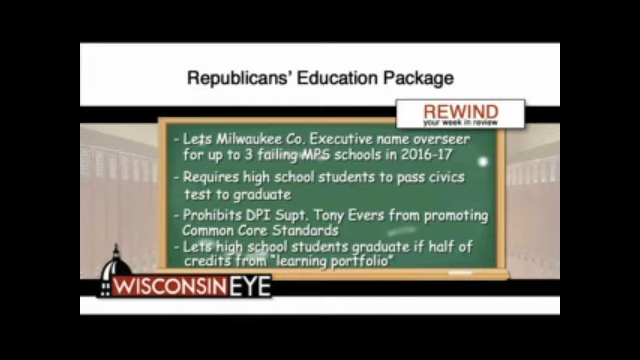 Republicans' Education Package
REWIND
your week in review
- Lets Milwaukee Co. Executive name overseer
for up to 3 failing MPS schools in 2016-17
- Requires high school students to pass civics
test to graduate
- Prohibits DPI Supt. Tony Evers from promoting
Common Core Standards
- Lets high school students graduate if half of
credits from "learning portfolio"
WISCONSINEYE